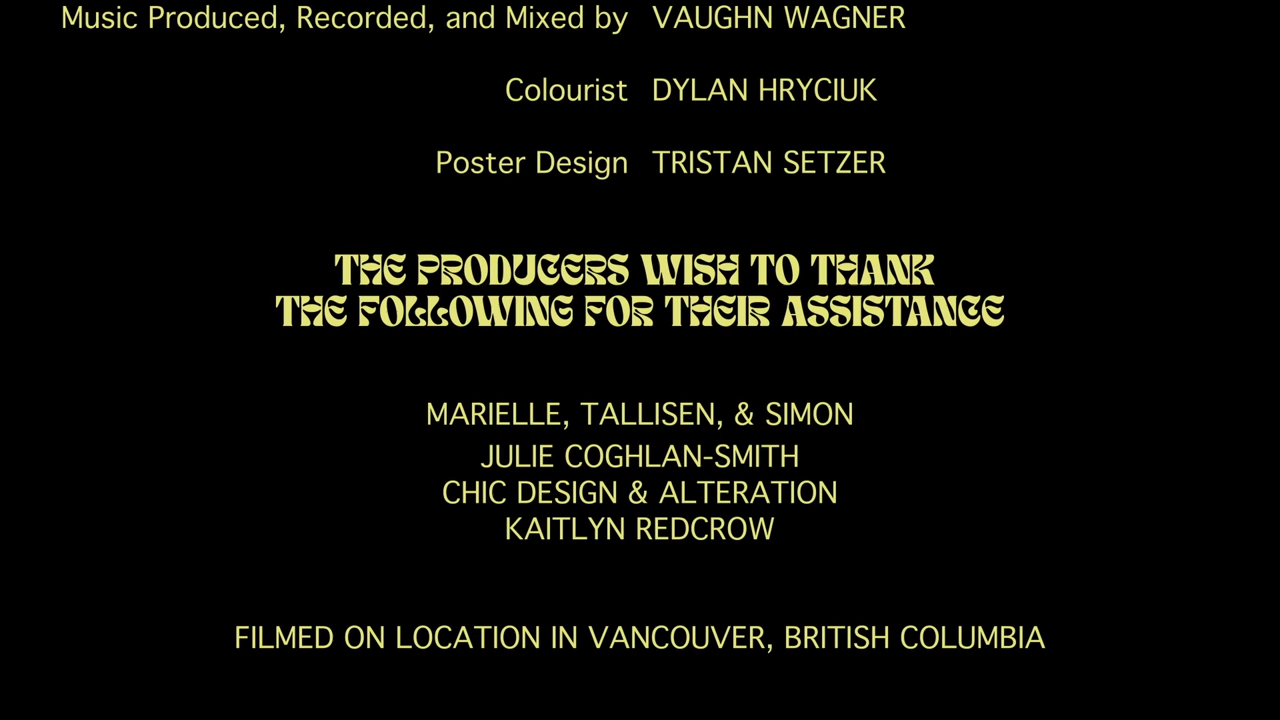 Music Produced, Recorded, and Mixed by VAUGHN WAGNER
Colourist DYLAN HRYCIUK
Poster Design TRISTAN SETZER
THE PRODUCERS WISH TO THANK
THE FOLLOWING FOR THEIR ASSISTANCE
MARIELLE, TALLISEN, & SIMON
JULIE COGHLAN-SMITH
CHIC DESIGN & ALTERATION
KAITLYN REDCROW
FILMED ON LOCATION IN VANCOUVER, BRITISH COLUMBIA